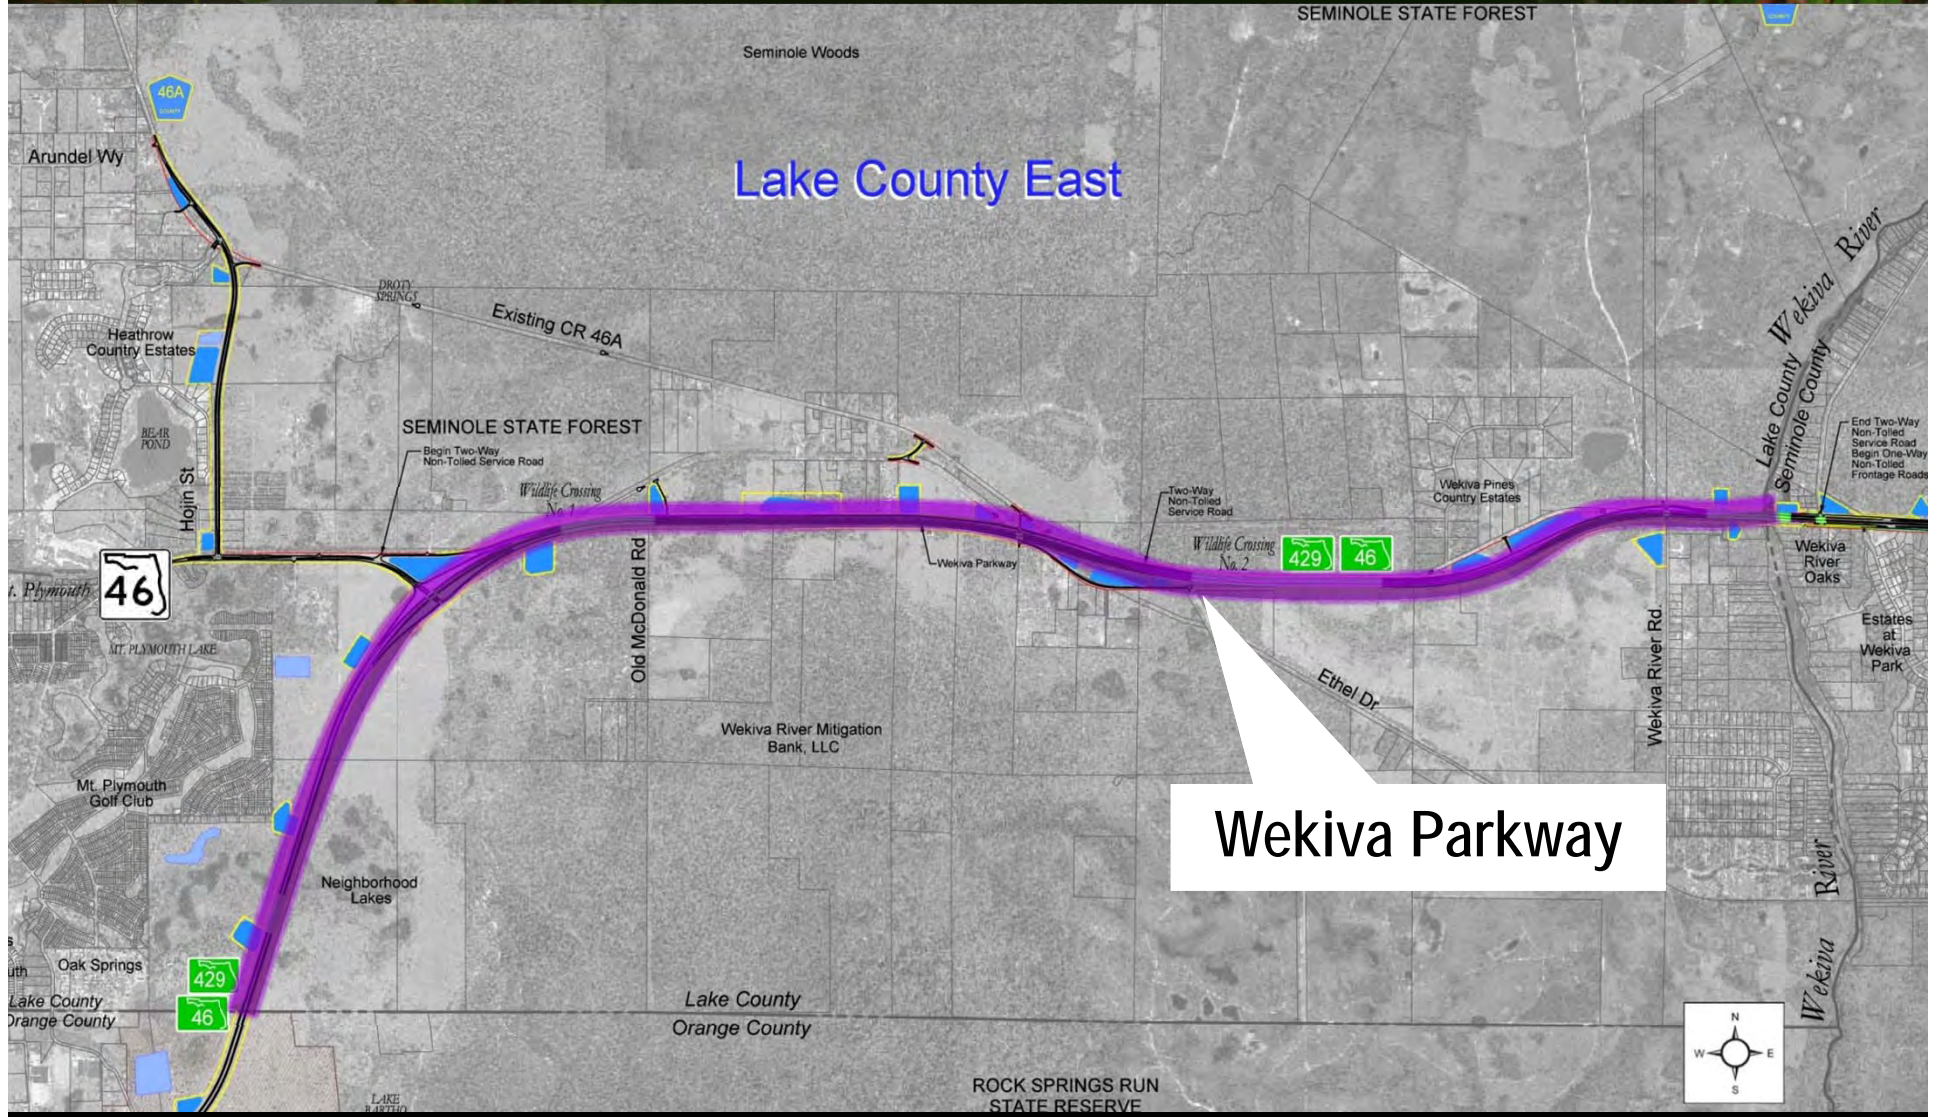 SEMINOLE STATE FOREST
COUNTY
Seminole Woods
46A
COUNTY
Arundel Wy
Lake County East
Wekiva River
DROTY
SPRINGS
Existing CR 46A
Heathrow
Country Estates
Lake County
Seminole County
BEAR
POND
SEMINOLE STATE FOREST
Begin Two-Way
Non-Tolled Service Road
End Two-Way
Non-Tolled
Service Road
Begin One-Way
Non-Tolled
Frontage Roads
Hojin St
Wildlife Crossing
No. 1
Two-Way
Non-Tolled
Service Road
Wekiva Pines
Country Estates
46
t. Plymouth
Old McDonald Rd
Wekiva Parkway
Wildlife Crossing
No. 2
429
46
Wekiva
River
Oaks
MT. PLYMOUTH LAKE
Estates
at
Wekiva
Park
Wekiva River Rd.
Ethel Dr
Wekiva River Mitigation
Bank, LLC
Mt. Plymouth
Golf Club
Wekiva Parkway
Neighborhood
Lakes
Wekiva River
s
uth
Oak Springs
429
46
Lake County
Orange County
Lake County
Orange County
N
W
E
S
ROCK SPRINGS RUN
STATE RESERVE
LAKE